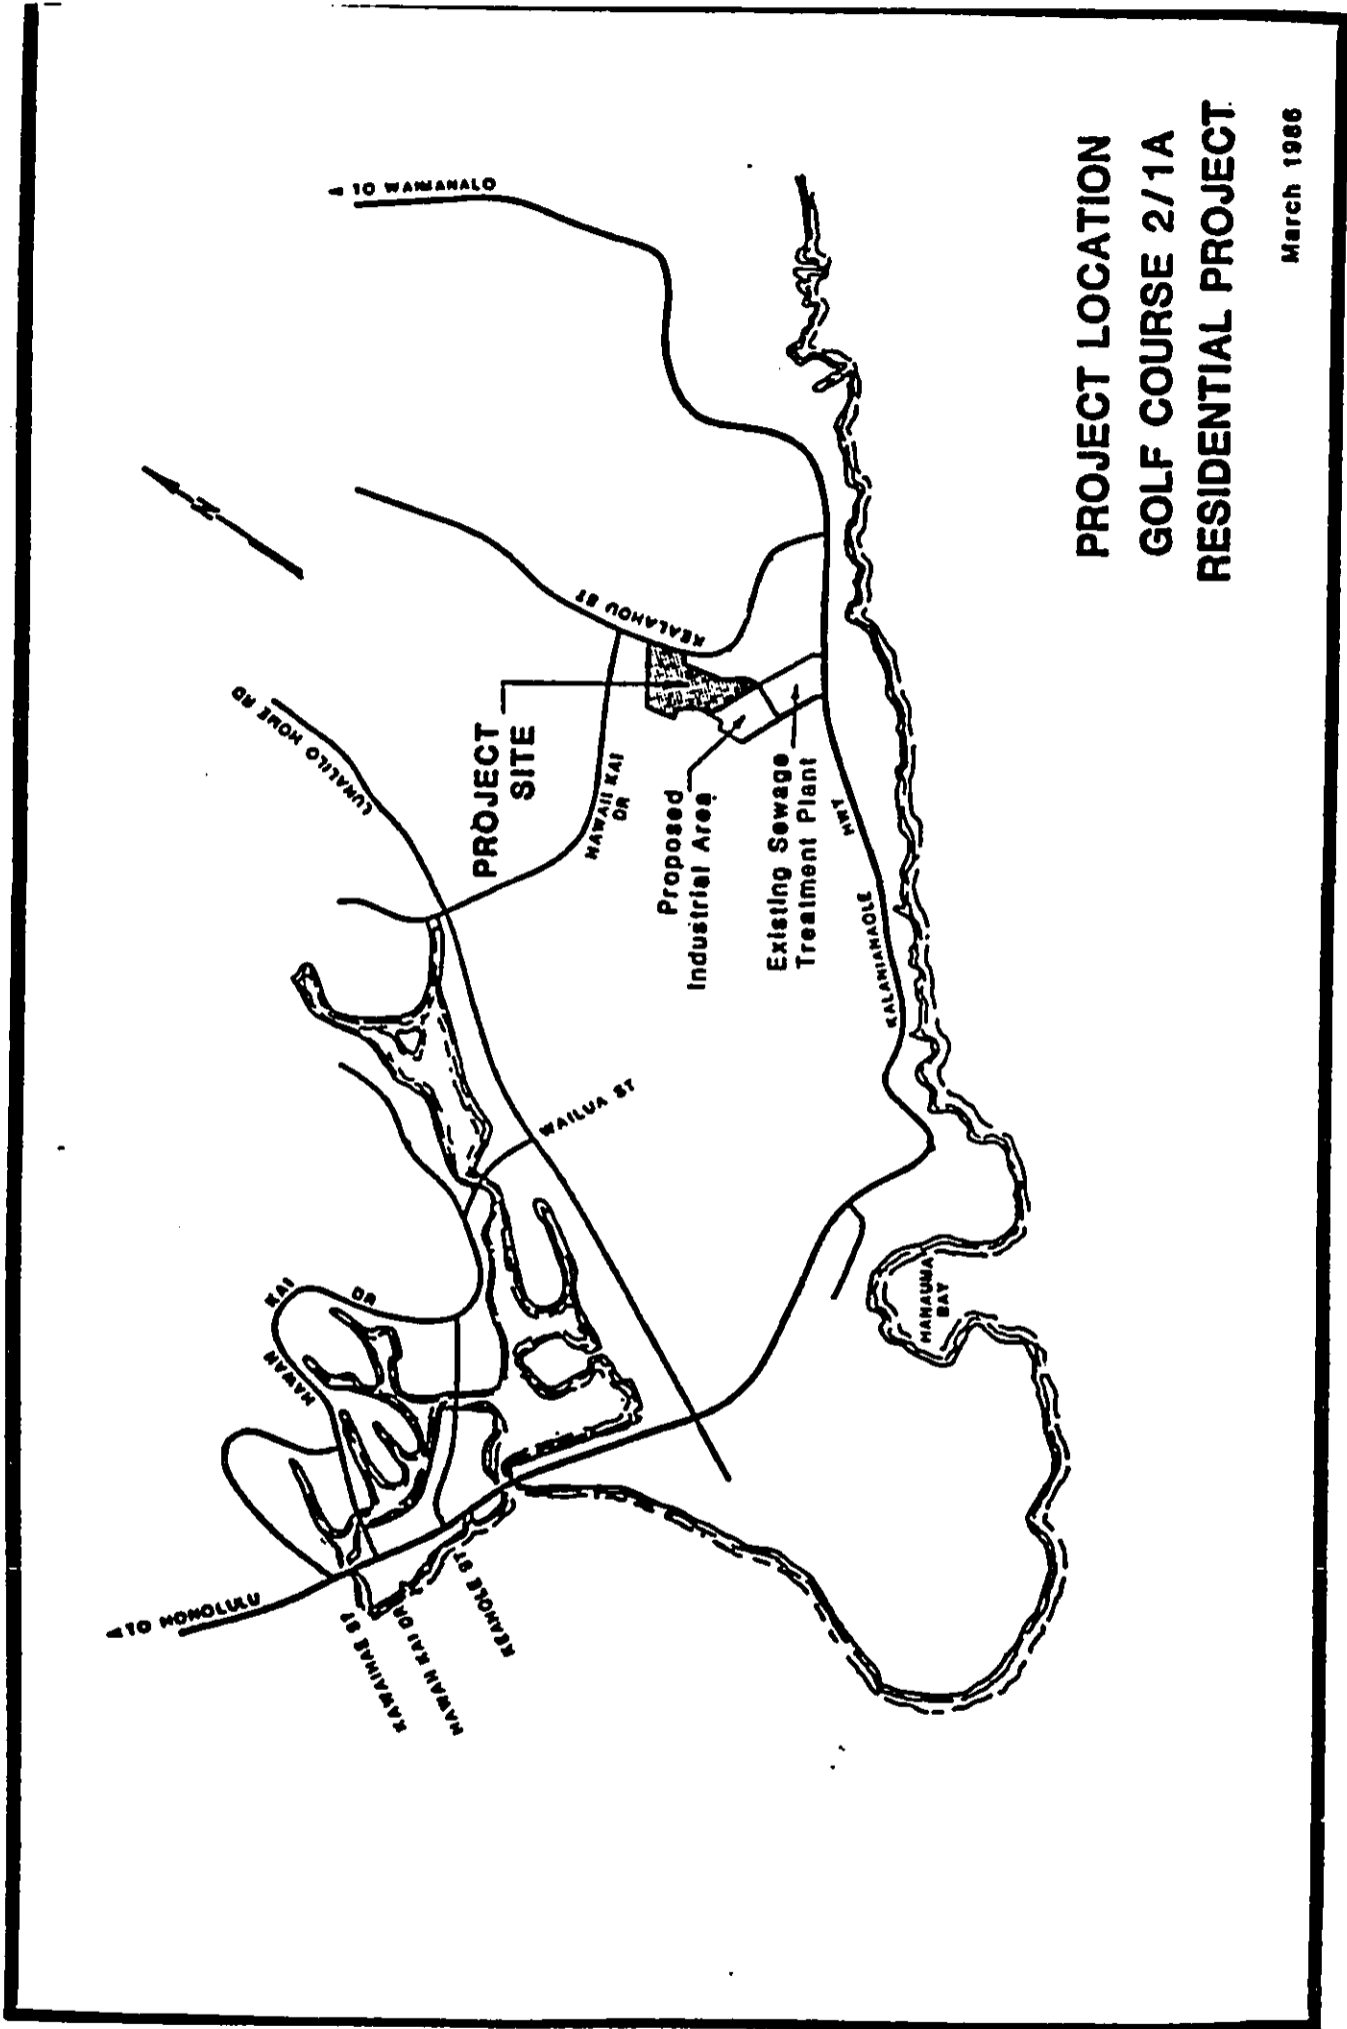 TO WAIMANALO
N
KEALAHOU ST
LUNALILO HOME RD
PROJECT
SITE
HAWAII KAI
DR
Proposed
Industrial Area
Existing Sewage
Treatment Plant
KALANIANAOLE
HWY
WAILUA ST
HAWAII
KAI
DR
HANAUMA
BAY
TO HONOLULU
KAWAIHAE ST
HAWAII KAI DR
KEAHOLE ST
PROJECT LOCATION
GOLF COURSE 2/1A
RESIDENTIAL PROJECT
March 1986